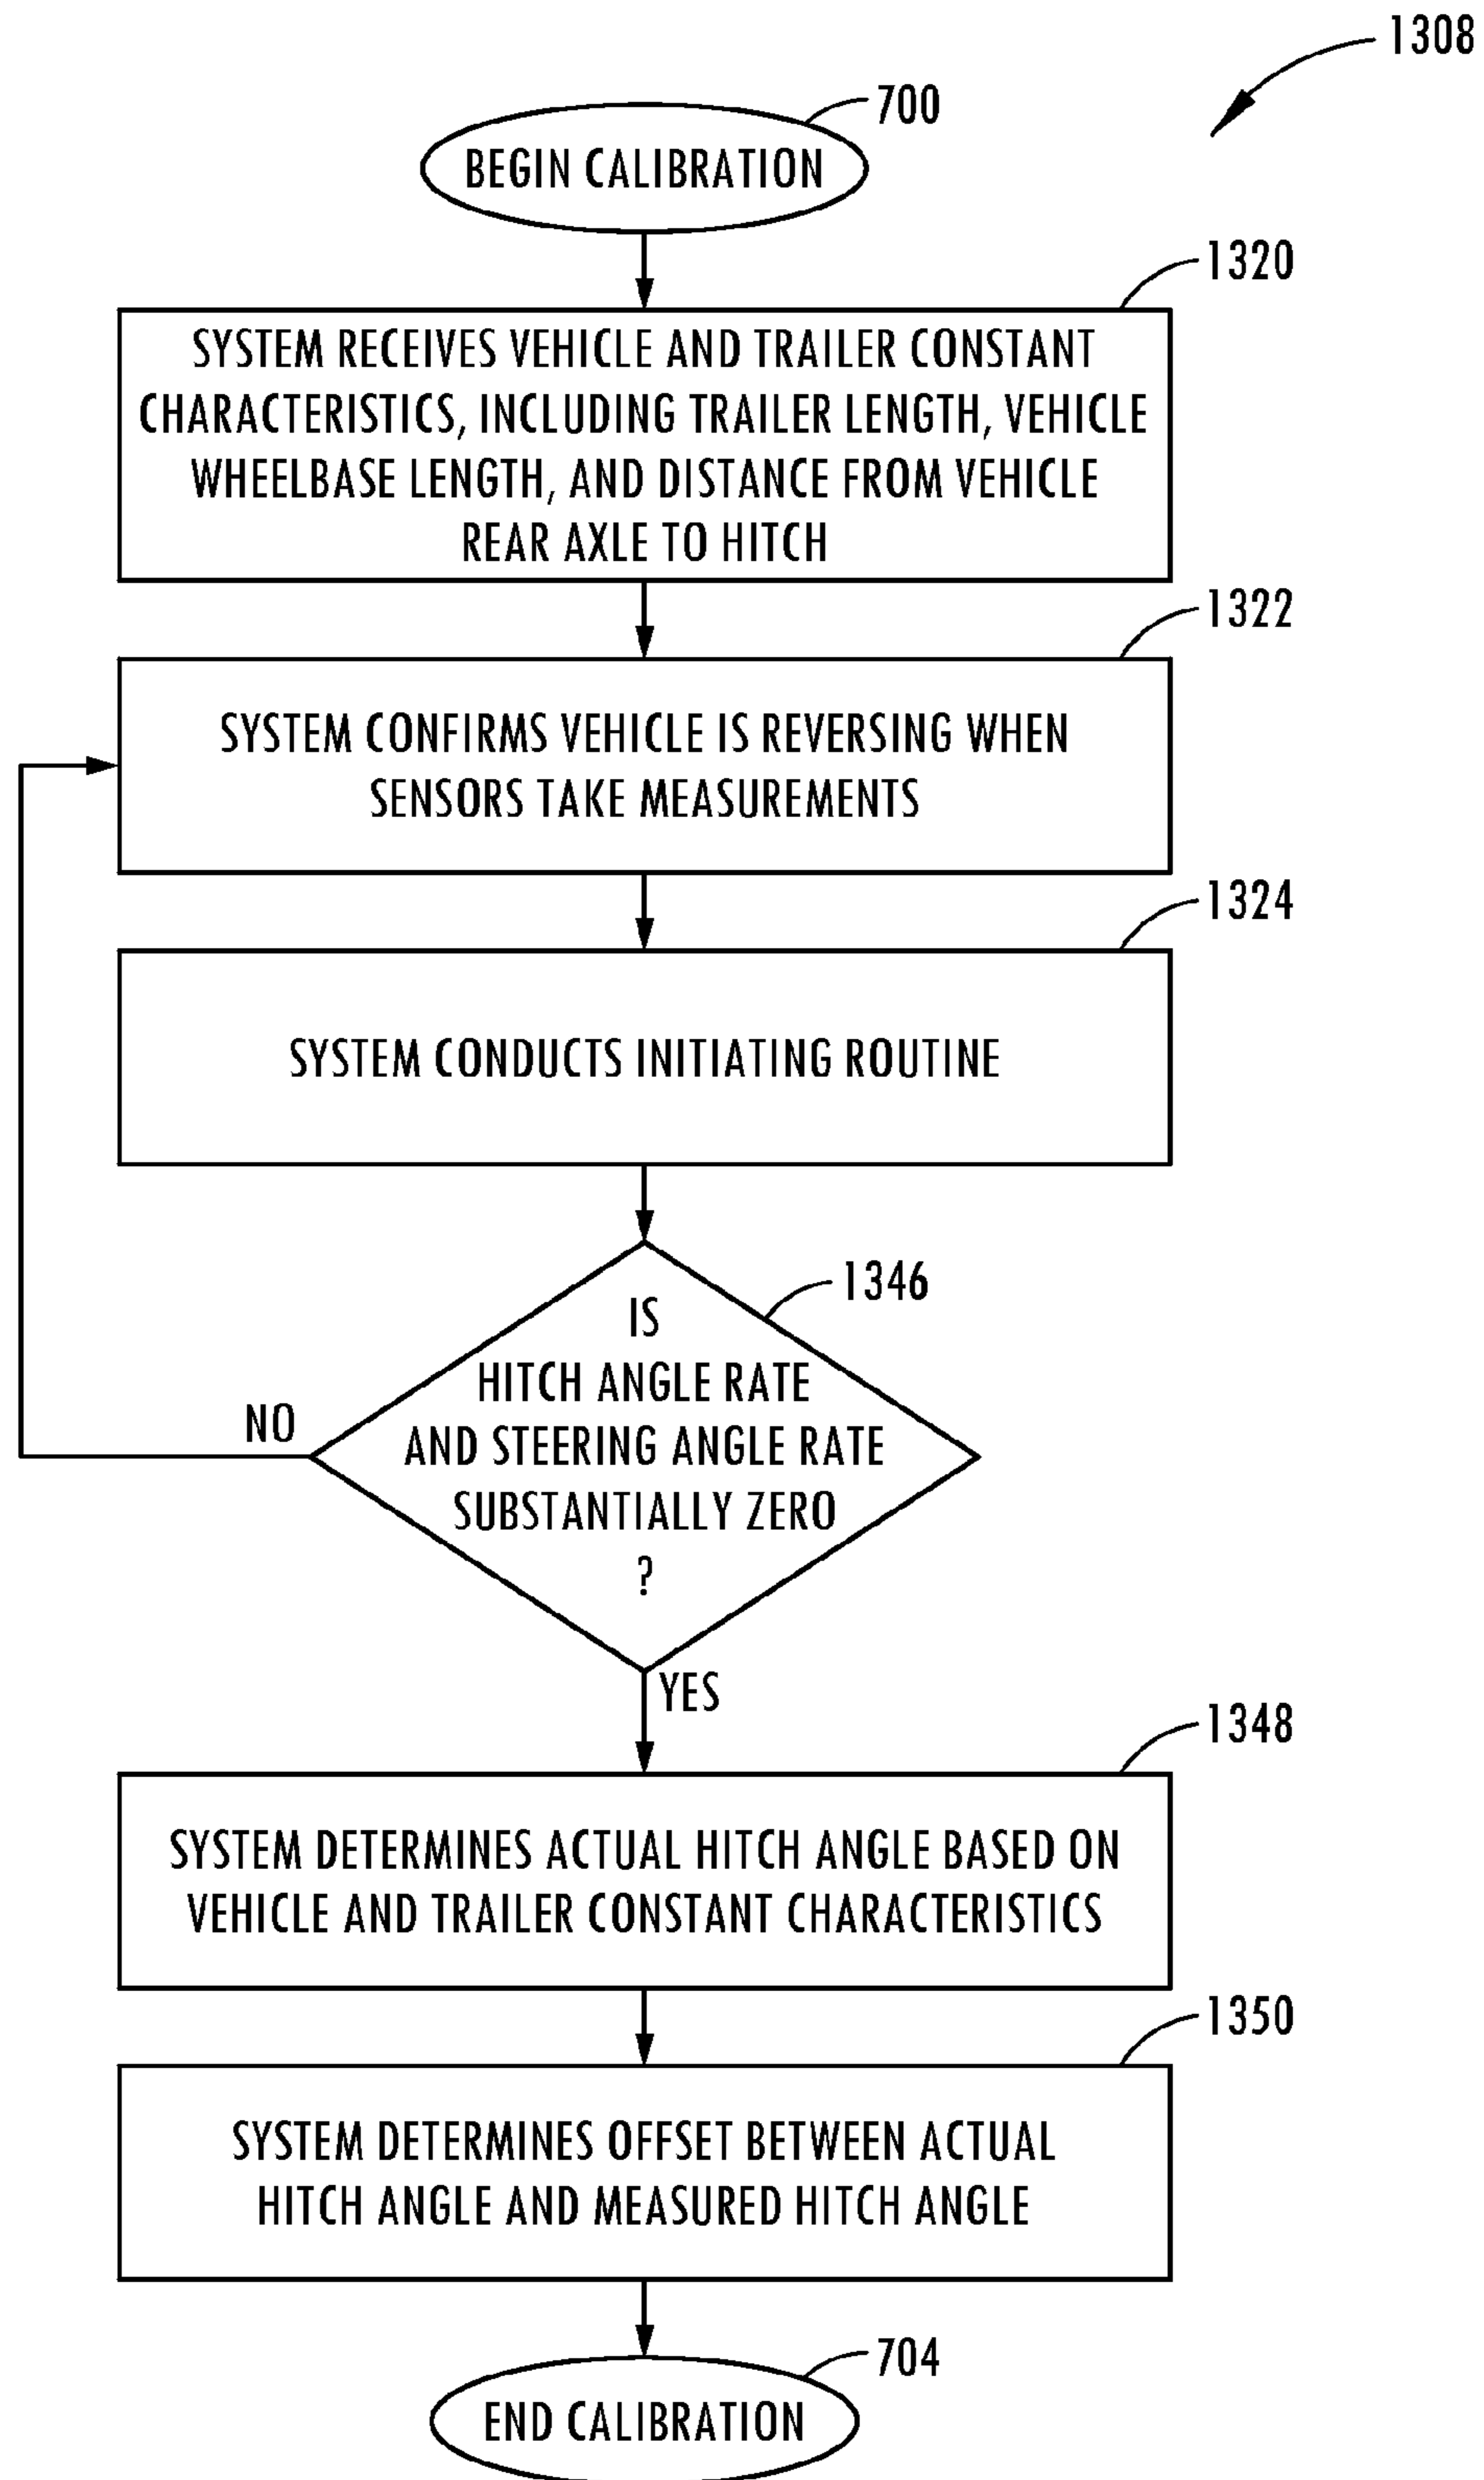 1308
700
BEGIN CALIBRATION
1320
SYSTEM RECEIVES VEHICLE AND TRAILER CONSTANT
CHARACTERISTICS, INCLUDING TRAILER LENGTH, VEHICLE
WHEELBASE LENGTH, AND DISTANCE FROM VEHICLE
REAR AXLE TO HITCH
1322
SYSTEM CONFIRMS VEHICLE IS REVERSING WHEN
SENSORS TAKE MEASUREMENTS
1324
SYSTEM CONDUCTS INITIATING ROUTINE
1346
IS
HITCH ANGLE RATE
AND STEERING ANGLE RATE
SUBSTANTIALLY ZERO
?
NO
YES
1348
SYSTEM DETERMINES ACTUAL HITCH ANGLE BASED ON
VEHICLE AND TRAILER CONSTANT CHARACTERISTICS
1350
SYSTEM DETERMINES OFFSET BETWEEN ACTUAL
HITCH ANGLE AND MEASURED HITCH ANGLE
704
END CALIBRATION